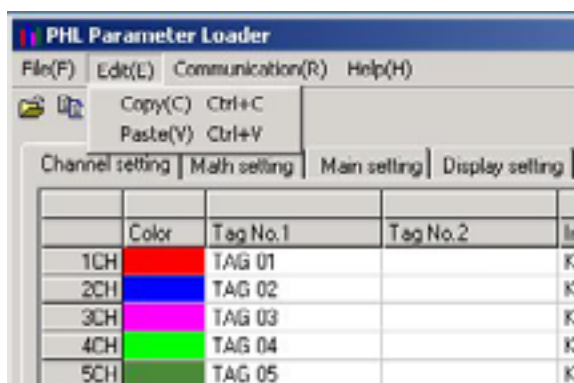 PHL Parameter Loader
File(F) Edit(E) Communication(R) Help(H)
Copy(C) Ctrl+C
Paste(V) Ctrl+V
Channel setting Math setting Main setting Display setting
Color Tag No.1 Tag No.2
1CH TAG 01 K
2CH TAG 02 K
3CH TAG 03 K
4CH TAG 04 K
5CH TAG 05 K